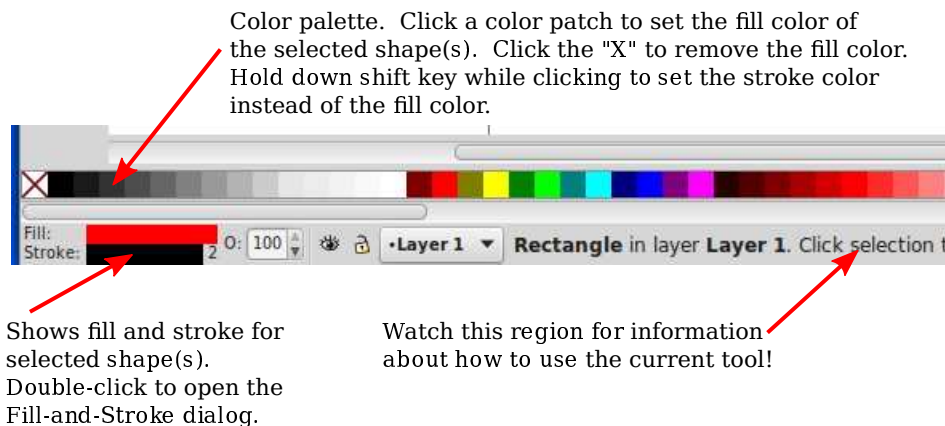 Color palette.  Click a color patch to set the fill color of
the selected shape(s).  Click the "X" to remove the fill color.
Hold down shift key while clicking to set the stroke color
instead of the fill color.
Fill:
Stroke: 2 O: 100 •Layer 1 Rectangle in layer Layer 1. Click selection t
Shows fill and stroke for
selected shape(s).
Double-click to open the
Fill-and-Stroke dialog.
Watch this region for information
about how to use the current tool!